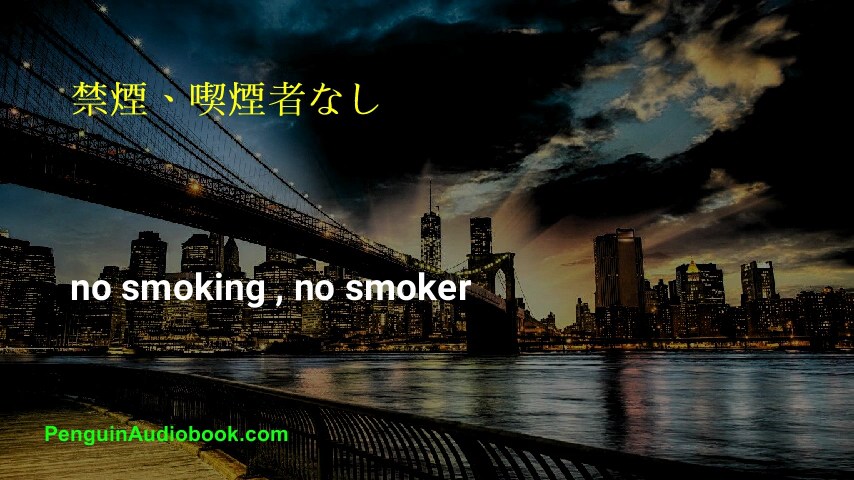 禁煙、喫煙者なし
no smoking , no smoker
PenguinAudiobook.com